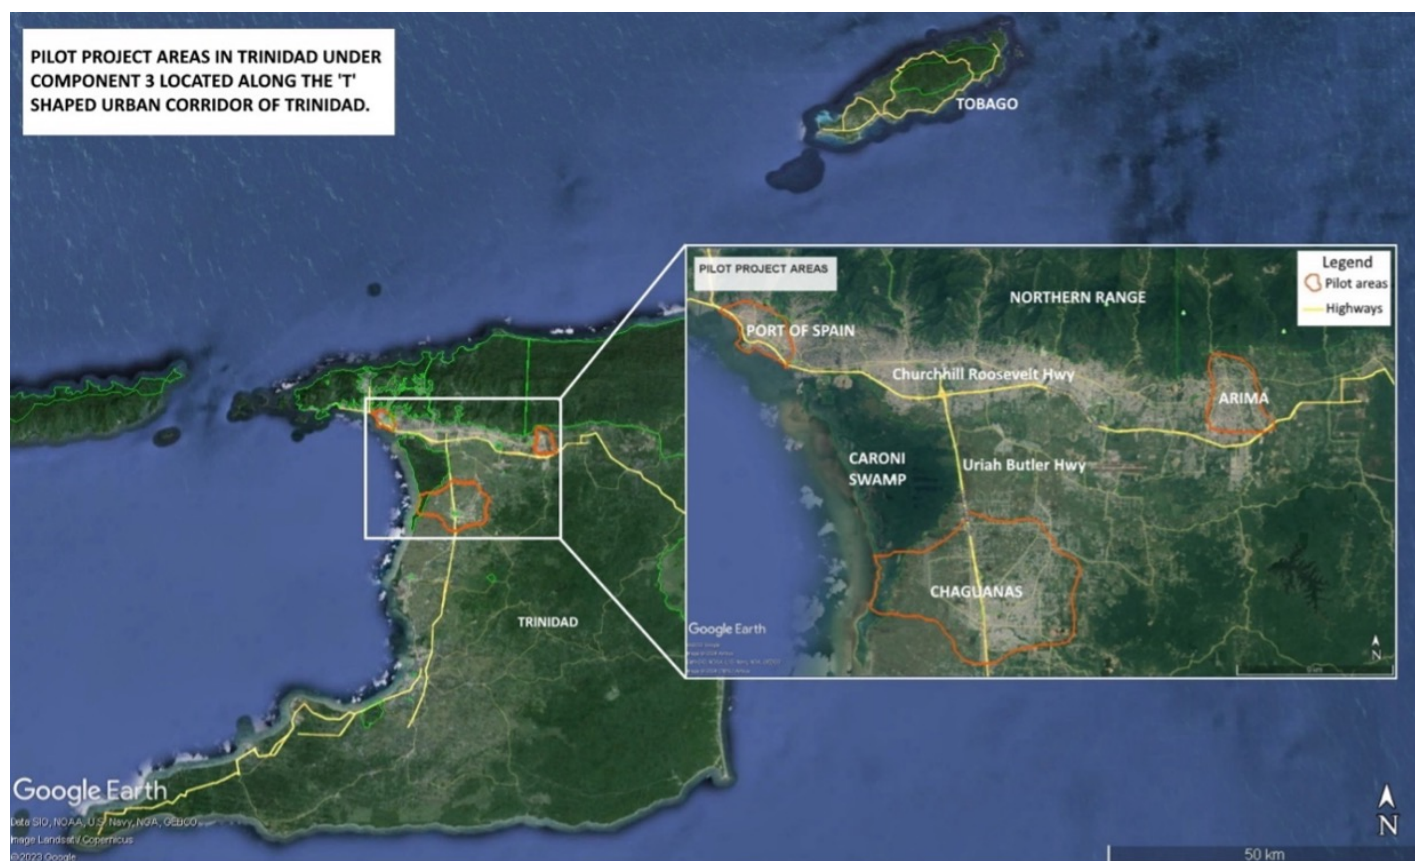 PILOT PROJECT AREAS IN TRINIDAD UNDER
COMPONENT 3 LOCATED ALONG THE 'T'
SHAPED URBAN CORRIDOR OF TRINIDAD.
TOBAGO
PILOT PROJECT AREAS
Legend
Pilot areas
Highways
NORTHERN RANGE
PORT OF SPAIN
Churchhill Roosevelt Hwy
ARIMA
CARONI
SWAMP
Uriah Butler Hwy
CHAGUANAS
Google Earth
N
TRINIDAD
Google Earth
Data SIO, NOAA, U.S. Navy, NGA, GEBCO
Image Landsat / Copernicus
©2023 Google
N
50 km